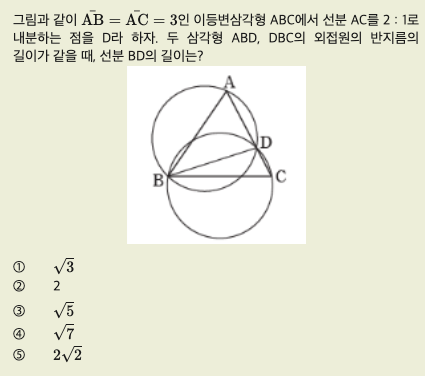 그림과 같이 A̅B̅ = A̅C̅ = 3인 이등변삼각형 ABC에서 선분 AC를 2 : 1로
내분하는 점을 D라 하자. 두 삼각형 ABD, DBC의 외접원의 반지름의
길이가 같을 때, 선분 BD의 길이는?
A
D
B
C
① √3
② 2
③ √5
④ √7
⑤ 2√2